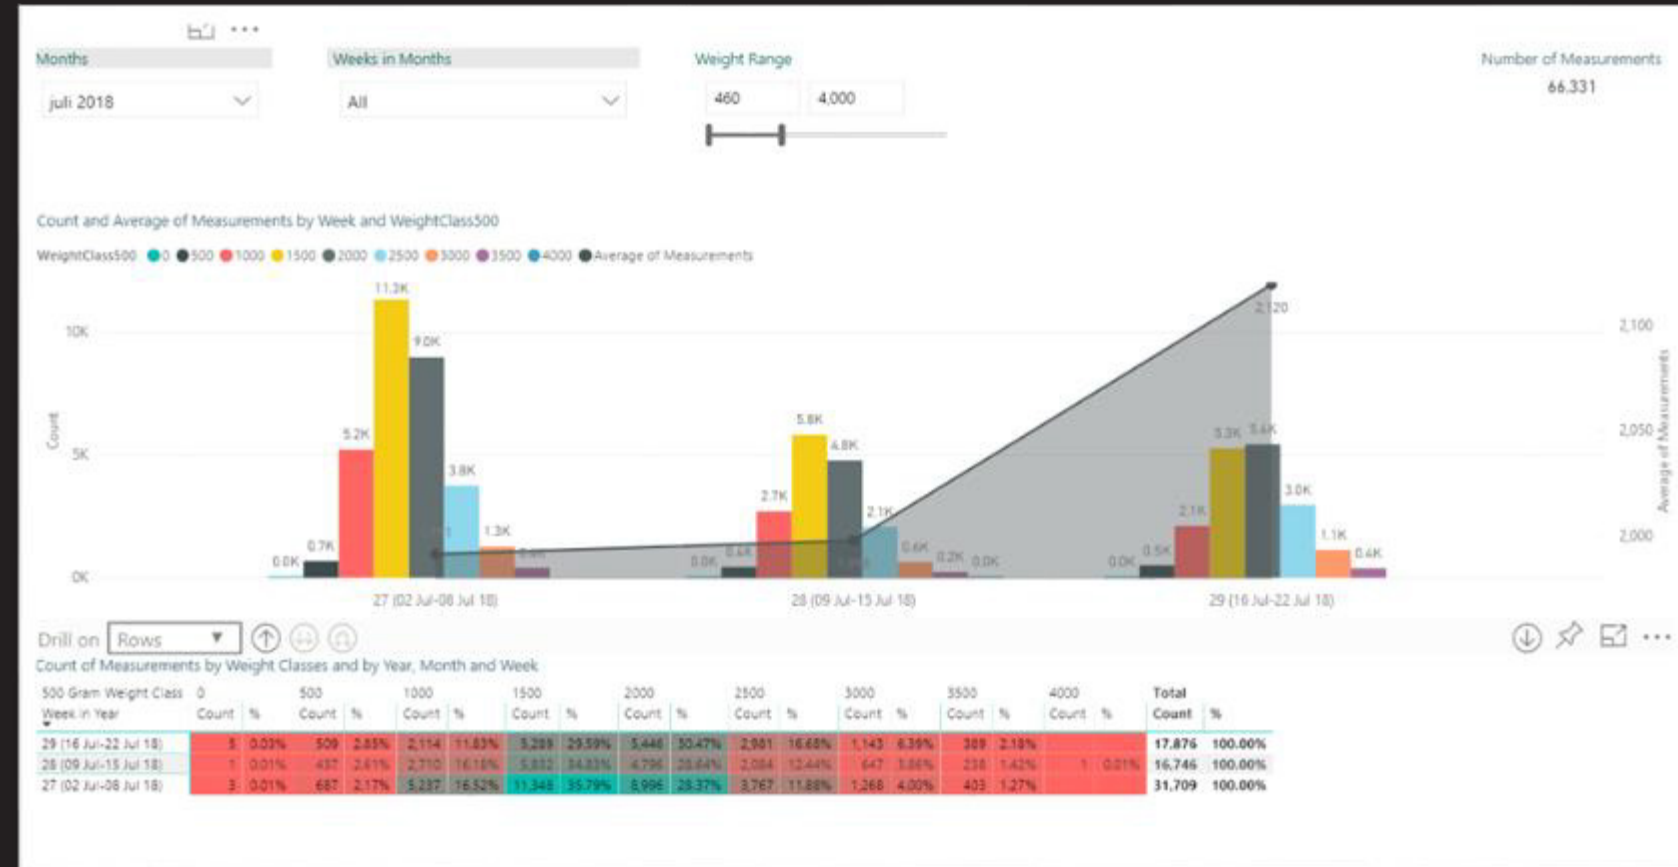 Months
Weeks in Months
Weight Range
Number of Measurements
juli 2018
All
460
4,000
66.331
Count and Average of Measurements by Week and WeightClass500
WeightClass500 0 500 1000 1500 2000 2500 3000 3500 4000 Average of Measurements
10K
5K
0K
Count
0.0K 0.7K 5.2K 11.3K 9.0K 3.8K 1.3K
0.0K 0.4K 2.7K 5.8K 4.8K 2.1K 0.6K 0.2K 0.0K
0.0K 0.5K 2.1K 5.3K 5.4K 3.0K 1.1K 0.4K
2,120
2,100
2,050
2,000
Average of Measurements
27 (02 Jul-08 Jul 18)
28 (09 Jul-15 Jul 18)
29 (16 Jul-22 Jul 18)
Drill on Rows
Count of Measurements by Weight Classes and by Year, Month and Week
500 Gram Weight Class 0 500 1000 1500 2000 2500 3000 3500 4000 Total
Week in Year Count % Count % Count % Count % Count % Count % Count % Count % Count % Count %
29 (16 Jul-22 Jul 18) 5 0.03% 509 2.85% 2,114 11.83% 5,289 29.59% 5,446 30.47% 2,981 16.68% 1,143 6.39% 389 2.18% 17,876 100.00%
28 (09 Jul-15 Jul 18) 1 0.01% 437 2.61% 2,710 16.18% 5,832 34.83% 4,796 28.64% 2,084 12.44% 647 3.86% 238 1.42% 1 0.01% 16,746 100.00%
27 (02 Jul-08 Jul 18) 3 0.01% 687 2.17% 5,237 16.52% 11,348 35.79% 8,996 28.37% 3,767 11.88% 1,268 4.00% 403 1.27% 31,709 100.00%